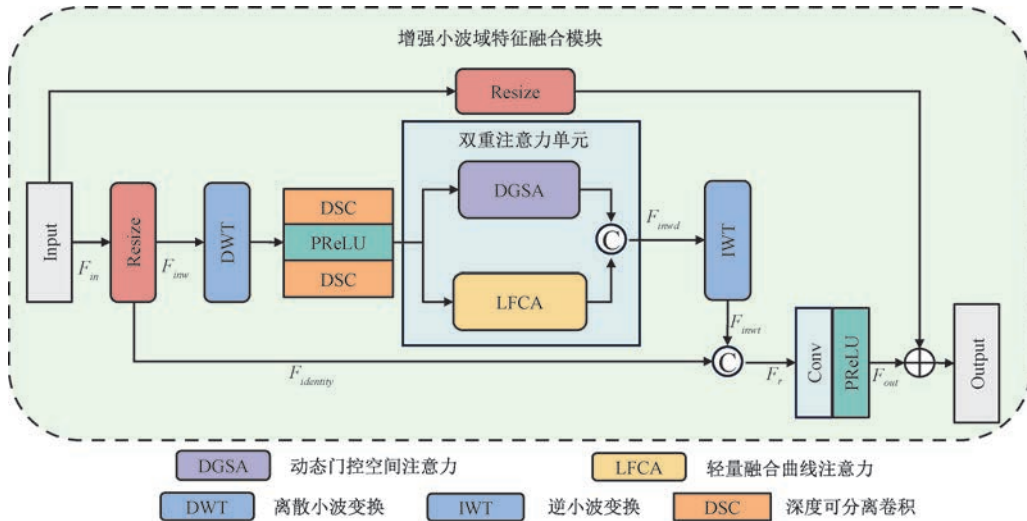 增强小波域特征融合模块
Resize
双重注意力单元
DGSA
Input
F_in
Resize
F_inw
DWT
DSC
PReLU
DSC
C
F_inwd
IWT
LFCA
F_inwt
F_identity
C
F_r
Conv
PReLU
F_out
Output
DGSA 动态门控空间注意力 LFCA 轻量融合曲线注意力
DWT 离散小波变换 IWT 逆小波变换 DSC 深度可分离卷积